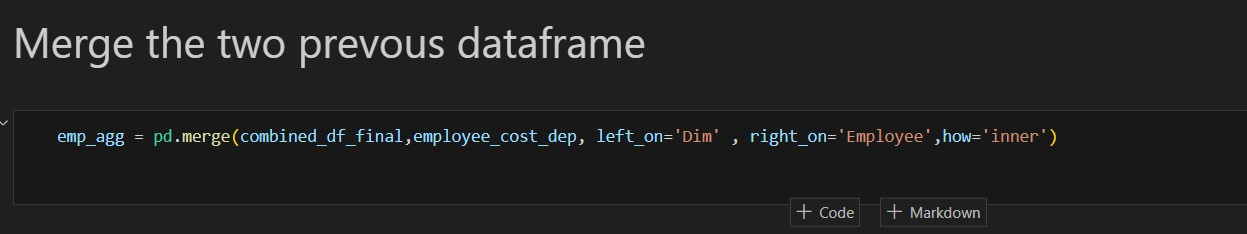 Merge the two prevous dataframe
emp_agg = pd.merge(combined_df_final,employee_cost_dep, left_on='Dim' , right_on='Employee',how='inner')
+ Code + Markdown